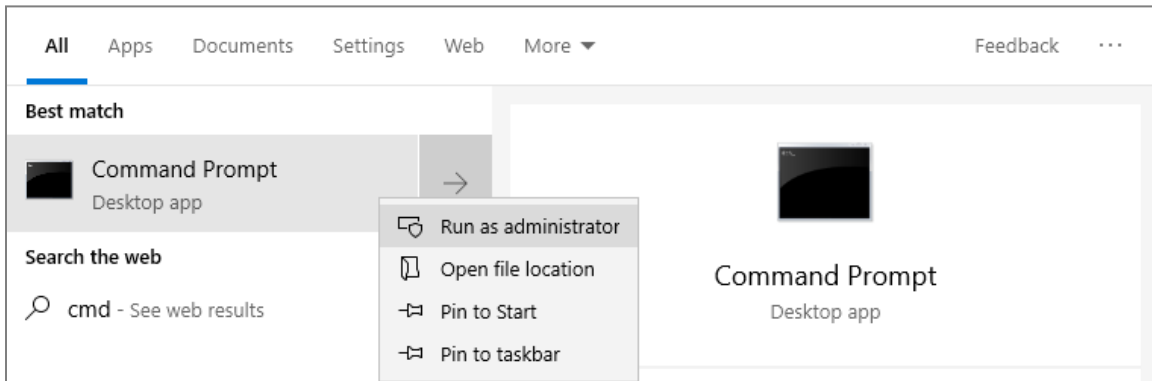 All Apps Documents Settings Web More Feedback ...
Best match
Command Prompt
Desktop app
Search the web
cmd - See web results
Run as administrator
Open file location
Pin to Start
Pin to taskbar
Command Prompt
Desktop app